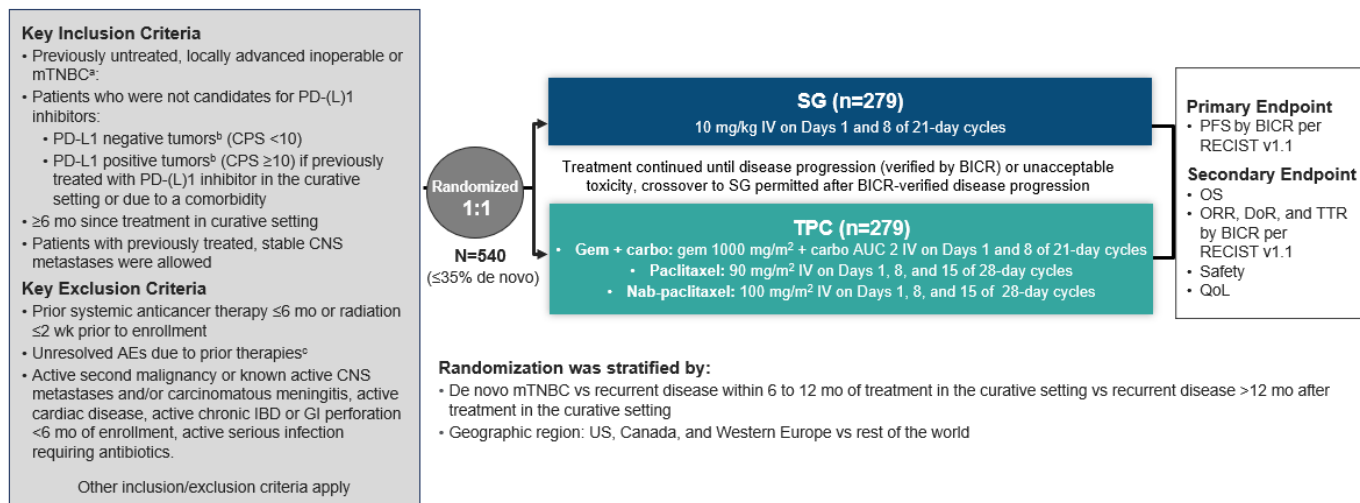 Key Inclusion Criteria
• Previously untreated, locally advanced inoperable or
mTNBCᵃ:
• Patients who were not candidates for PD-(L)1
inhibitors:
• PD-L1 negative tumorsᵇ (CPS <10)
• PD-L1 positive tumorsᵇ (CPS ≥10) if previously
treated with PD-(L)1 inhibitor in the curative
setting or due to a comorbidity
• ≥6 mo since treatment in curative setting
• Patients with previously treated, stable CNS
metastases were allowed
Key Exclusion Criteria
• Prior systemic anticancer therapy ≤6 mo or radiation
≤2 wk prior to enrollment
• Unresolved AEs due to prior therapiesᶜ
• Active second malignancy or known active CNS
metastases and/or carcinomatous meningitis, active
cardiac disease, active chronic IBD or GI perforation
<6 mo of enrollment, active serious infection
requiring antibiotics.
Other inclusion/exclusion criteria apply
Randomized
1:1
N=540
(≤35% de novo)
SG (n=279)
10 mg/kg IV on Days 1 and 8 of 21-day cycles
Treatment continued until disease progression (verified by BICR) or unacceptable
toxicity, crossover to SG permitted after BICR-verified disease progression
TPC (n=279)
• Gem + carbo: gem 1000 mg/m² + carbo AUC 2 IV on Days 1 and 8 of 21-day cycles
• Paclitaxel: 90 mg/m² IV on Days 1, 8, and 15 of 28-day cycles
• Nab-paclitaxel: 100 mg/m² IV on Days 1, 8, and 15 of 28-day cycles
Primary Endpoint
• PFS by BICR per
RECIST v1.1
Secondary Endpoint
• OS
• ORR, DoR, and TTR
by BICR per
RECIST v1.1
• Safety
• QoL
Randomization was stratified by:
• De novo mTNBC vs recurrent disease within 6 to 12 mo of treatment in the curative setting vs recurrent disease >12 mo after
treatment in the curative setting
• Geographic region: US, Canada, and Western Europe vs rest of the world